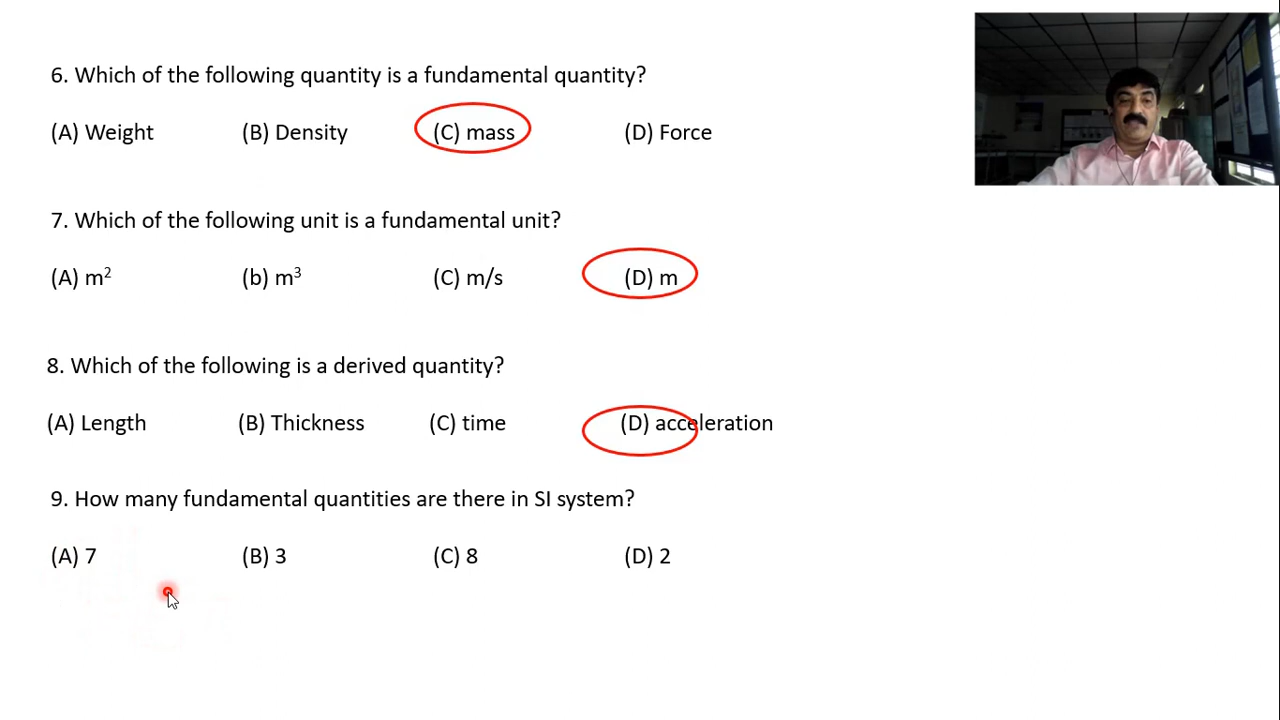 6. Which of the following quantity is a fundamental quantity?
(A) Weight (B) Density (C) mass (D) Force
7. Which of the following unit is a fundamental unit?
(A) m² (b) m³ (C) m/s (D) m
8. Which of the following is a derived quantity?
(A) Length (B) Thickness (C) time (D) acceleration
9. How many fundamental quantities are there in SI system?
(A) 7 (B) 3 (C) 8 (D) 2